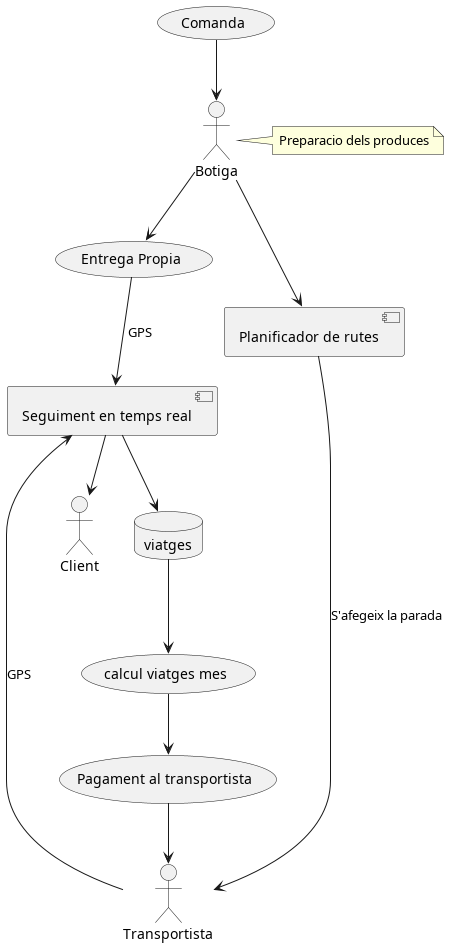 Comanda
Preparacio dels produces
Botiga
Entrega Propia
GPS
Planificador de rutes
Seguiment en temps real
Client
viatges
S'afegeix la parada
GPS
calcul viatges mes
Pagament al transportista
Transportista